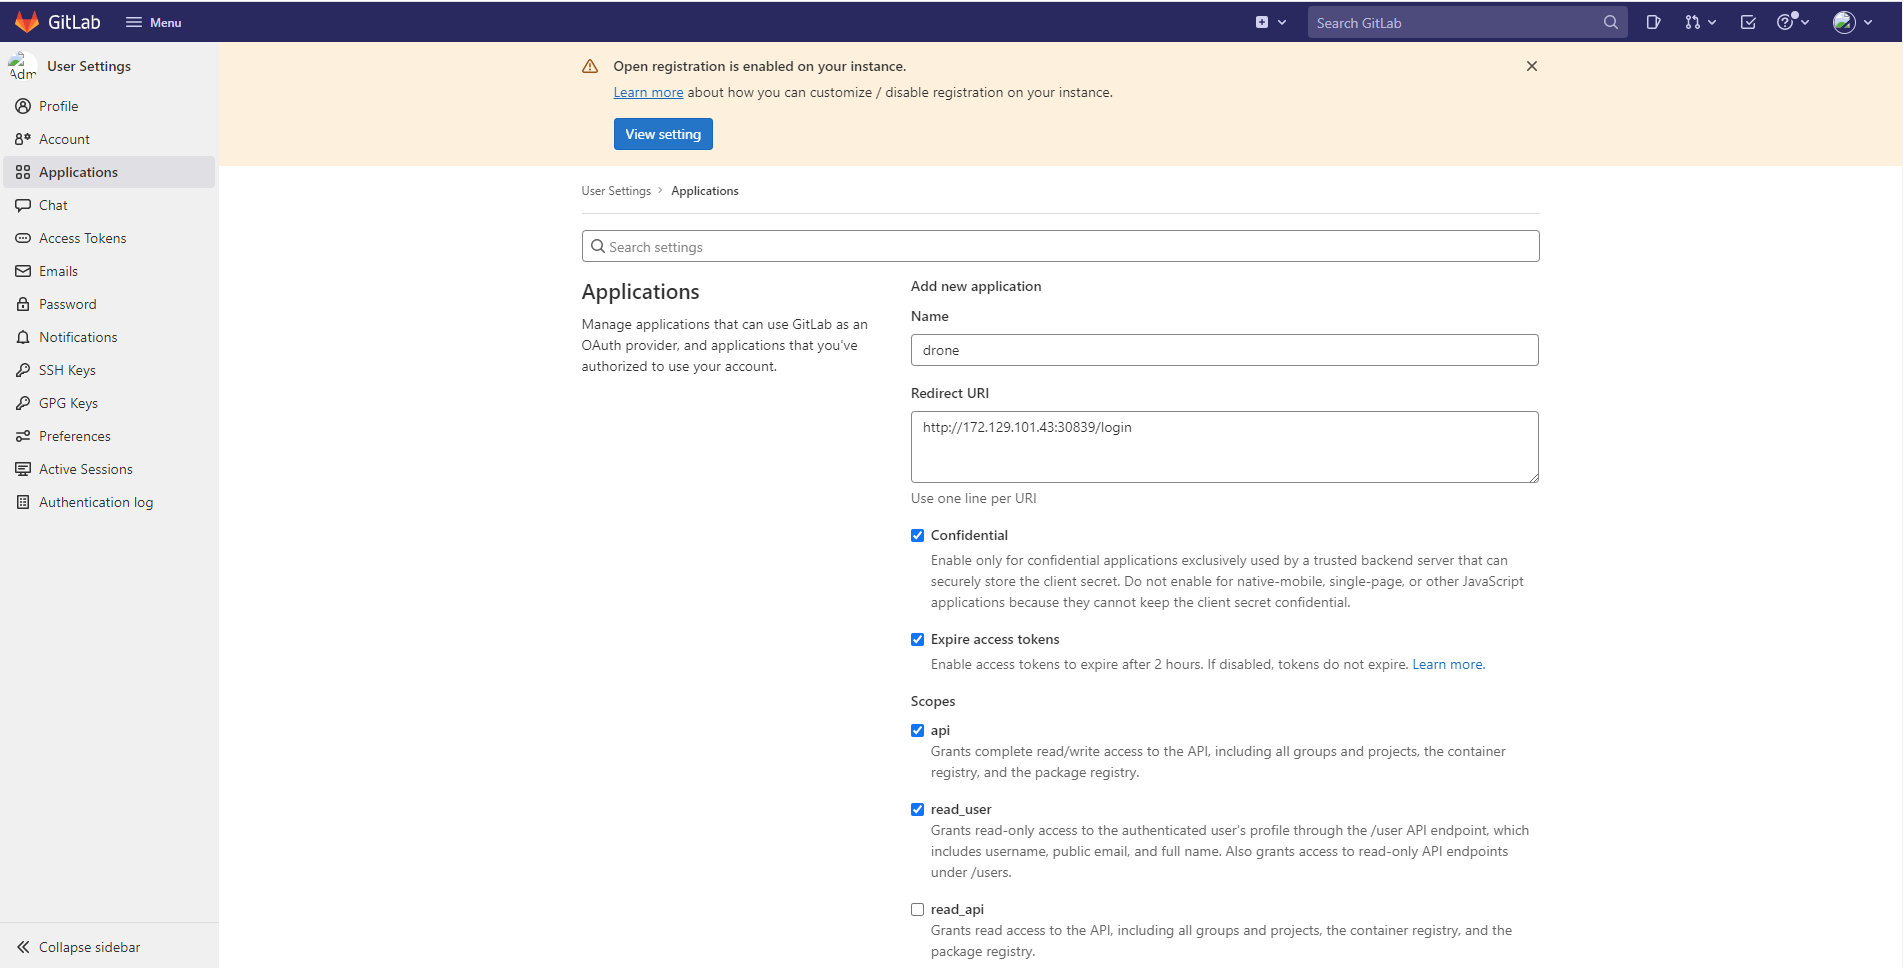 GitLab
Menu
Search GitLab
Adm
User Settings
Profile
Account
Applications
Chat
Access Tokens
Emails
Password
Notifications
SSH Keys
GPG Keys
Preferences
Active Sessions
Authentication log
Collapse sidebar
Open registration is enabled on your instance.
Learn more about how you can customize / disable registration on your instance.
View setting
User Settings > Applications
Search settings
Applications
Manage applications that can use GitLab as an
OAuth provider, and applications that you've
authorized to use your account.
Add new application
Name
drone
Redirect URI
http://172.129.101.43:30839/login
Use one line per URI
Confidential
Enable only for confidential applications exclusively used by a trusted backend server that can
securely store the client secret. Do not enable for native-mobile, single-page, or other JavaScript
applications because they cannot keep the client secret confidential.
Expire access tokens
Enable access tokens to expire after 2 hours. If disabled, tokens do not expire. Learn more.
Scopes
api
Grants complete read/write access to the API, including all groups and projects, the container
registry, and the package registry.
read_user
Grants read-only access to the authenticated user's profile through the /user API endpoint, which
includes username, public email, and full name. Also grants access to read-only API endpoints
under /users.
read_api
Grants read access to the API, including all groups and projects, the container registry, and the
package registry.